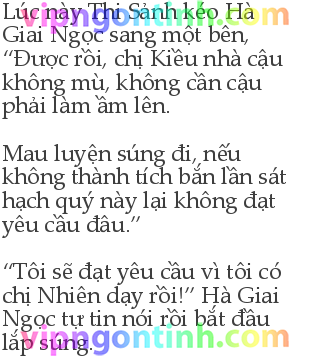 Lúc này Thi Sảnh kéo Hà
Giai Ngọc sang một bên,
“Được rồi, chị Kiều nhà cậu
không mù, không cần cậu
phải làm ầm lên.
Mau luyện súng đi, nếu
không thành tích bắn lần sát
hạch quý này lại không đạt
yêu cầu đâu.”
“Tôi sẽ đạt yêu cầu vì tôi có
chị Nhiên dạy rồi!” Hà Giai
Ngọc tự tin nói rồi bắt đầu
lắp súng.
vipngontinh.com
vipngontinh.com